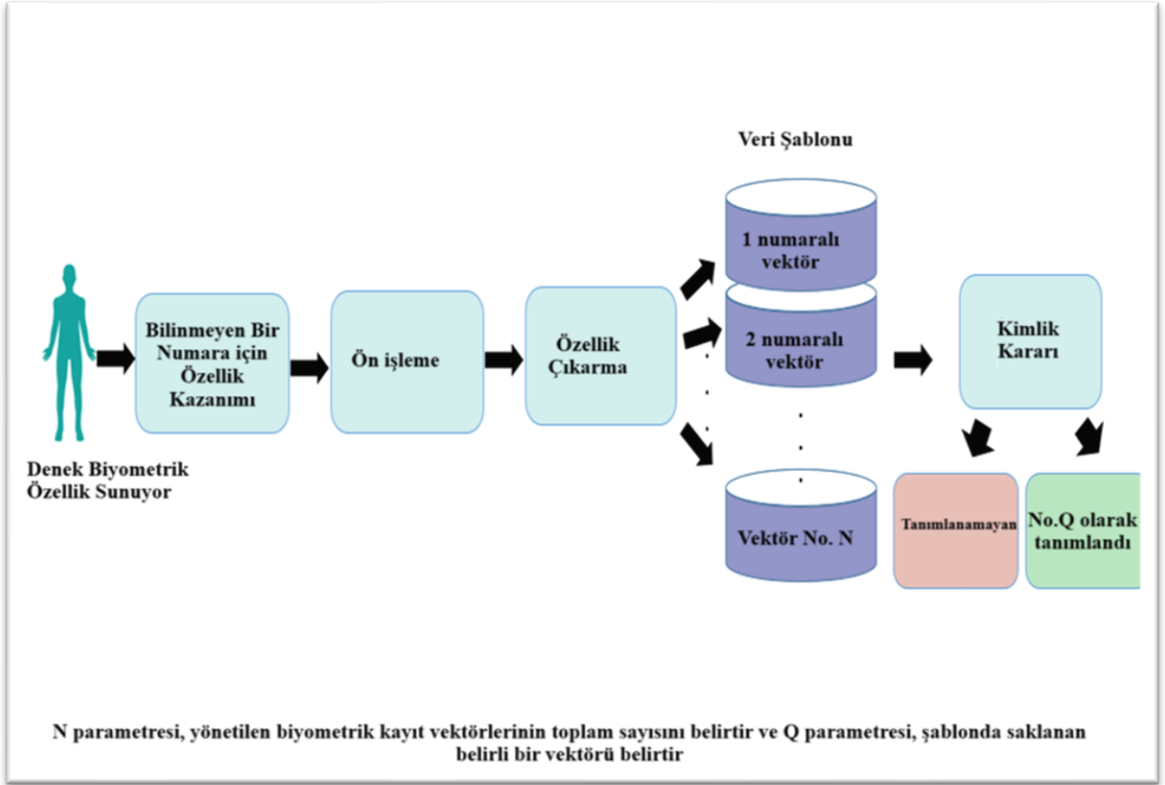 Veri Şablonu
Denek Biyometrik
Özellik Sunuyor
Bilinmeyen Bir
Numara için
Özellik
Kazanımı
Ön işleme
Özellik
Çıkarma
1 numaralı
vektör
2 numaralı
vektör
Vektör No. N
Kimlik
Kararı
Tanımlanamayan
No.Q olarak
tanımlandı
N parametresi, yönetilen biyometrik kayıt vektörlerinin toplam sayısını belirtir ve Q parametresi, şablonda saklanan
belirli bir vektörü belirtir